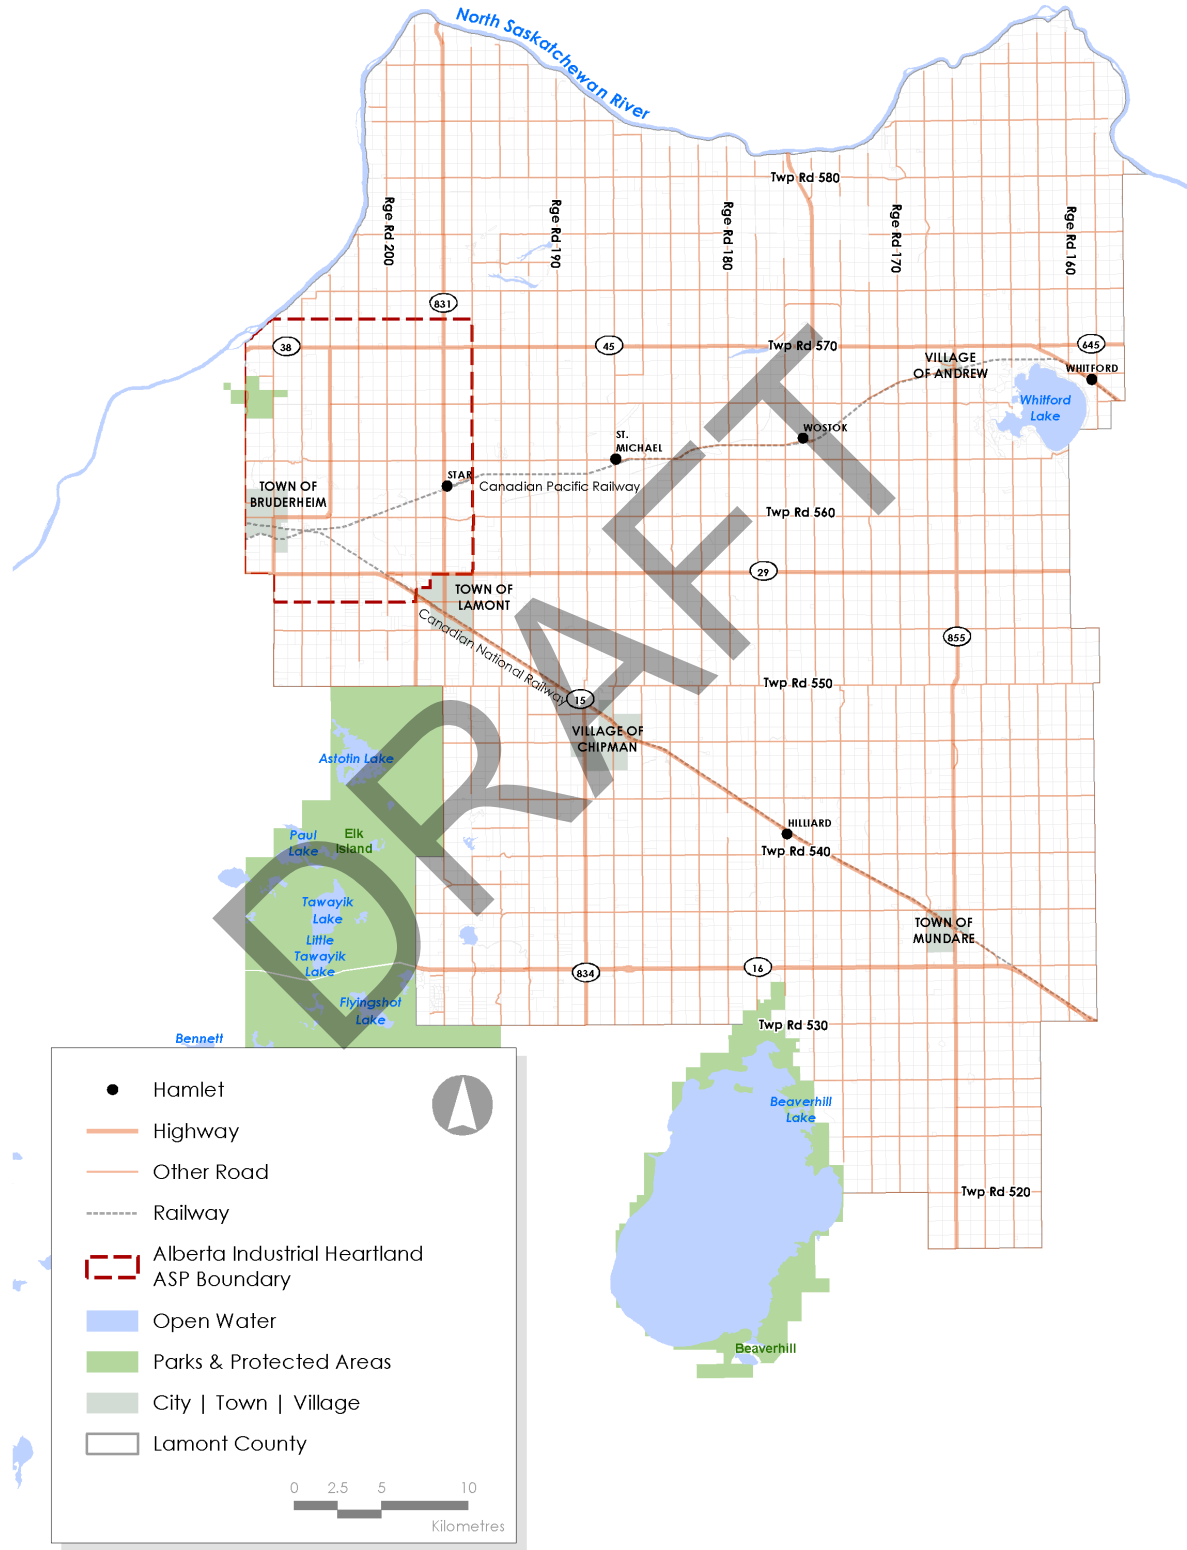 North Saskatchewan River
Twp Rd 580
Rge Rd 200
Rge Rd 190
Rge Rd 180
Rge Rd 170
Rge Rd 160
831
38
45
Twp Rd 570
645
VILLAGE
OF ANDREW
WHITFORD
Whitford
Lake
WOSTOK
ST.
MICHAEL
STAR
Canadian Pacific Railway
TOWN OF
BRUDERHEIM
Twp Rd 560
29
TOWN OF
LAMONT
Canadian National Railway
855
Twp Rd 550
15
VILLAGE OF
CHIPMAN
Astotin Lake
HILLIARD
Twp Rd 540
Paul
Lake
Elk
Island
Tawayik
Lake
Little
Tawayik
Lake
TOWN OF
MUNDARE
834
16
Flyingshot
Lake
Twp Rd 530
Bennett
Beaverhill
Lake
Twp Rd 520
Beaverhill
DRAFT
Hamlet
Highway
Other Road
Railway
Alberta Industrial Heartland
ASP Boundary
Open Water
Parks & Protected Areas
City | Town | Village
Lamont County
0 2.5 5 10
Kilometres